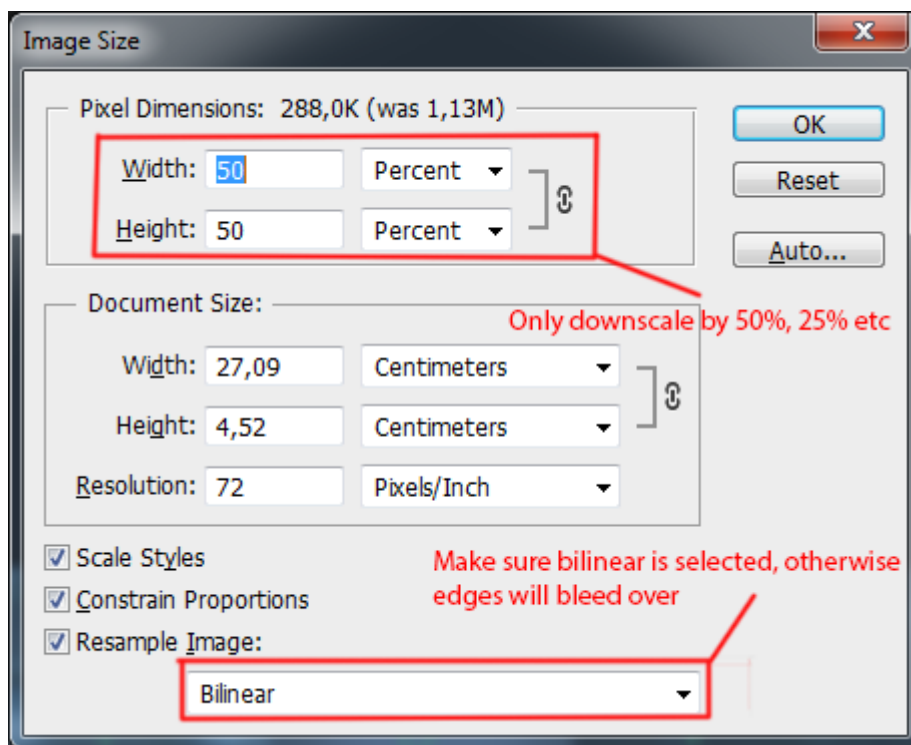 Image Size
Pixel Dimensions: 288,0K (was 1,13M)
OK
Width: 50 Percent
Reset
Height: 50 Percent
Auto...
Document Size:
Only downscale by 50%, 25% etc
Width: 27,09 Centimeters
Height: 4,52 Centimeters
Resolution: 72 Pixels/Inch
Scale Styles
Make sure bilinear is selected, otherwise
edges will bleed over
Constrain Proportions
Resample Image:
Bilinear